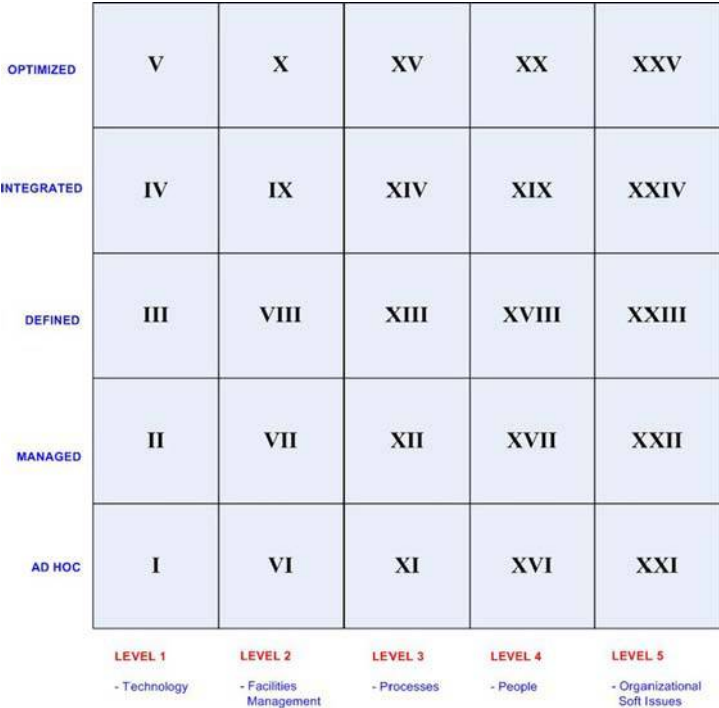 OPTIMIZED V X XV XX XXV
INTEGRATED IV IX XIV XIX XXIV
DEFINED III VIII XIII XVIII XXIII
MANAGED II VII XII XVII XXII
AD HOC I VI XI XVI XXI
LEVEL 1 LEVEL 2 LEVEL 3 LEVEL 4 LEVEL 5
- Technology - Facilities - Processes - People - Organizational
Management Soft Issues